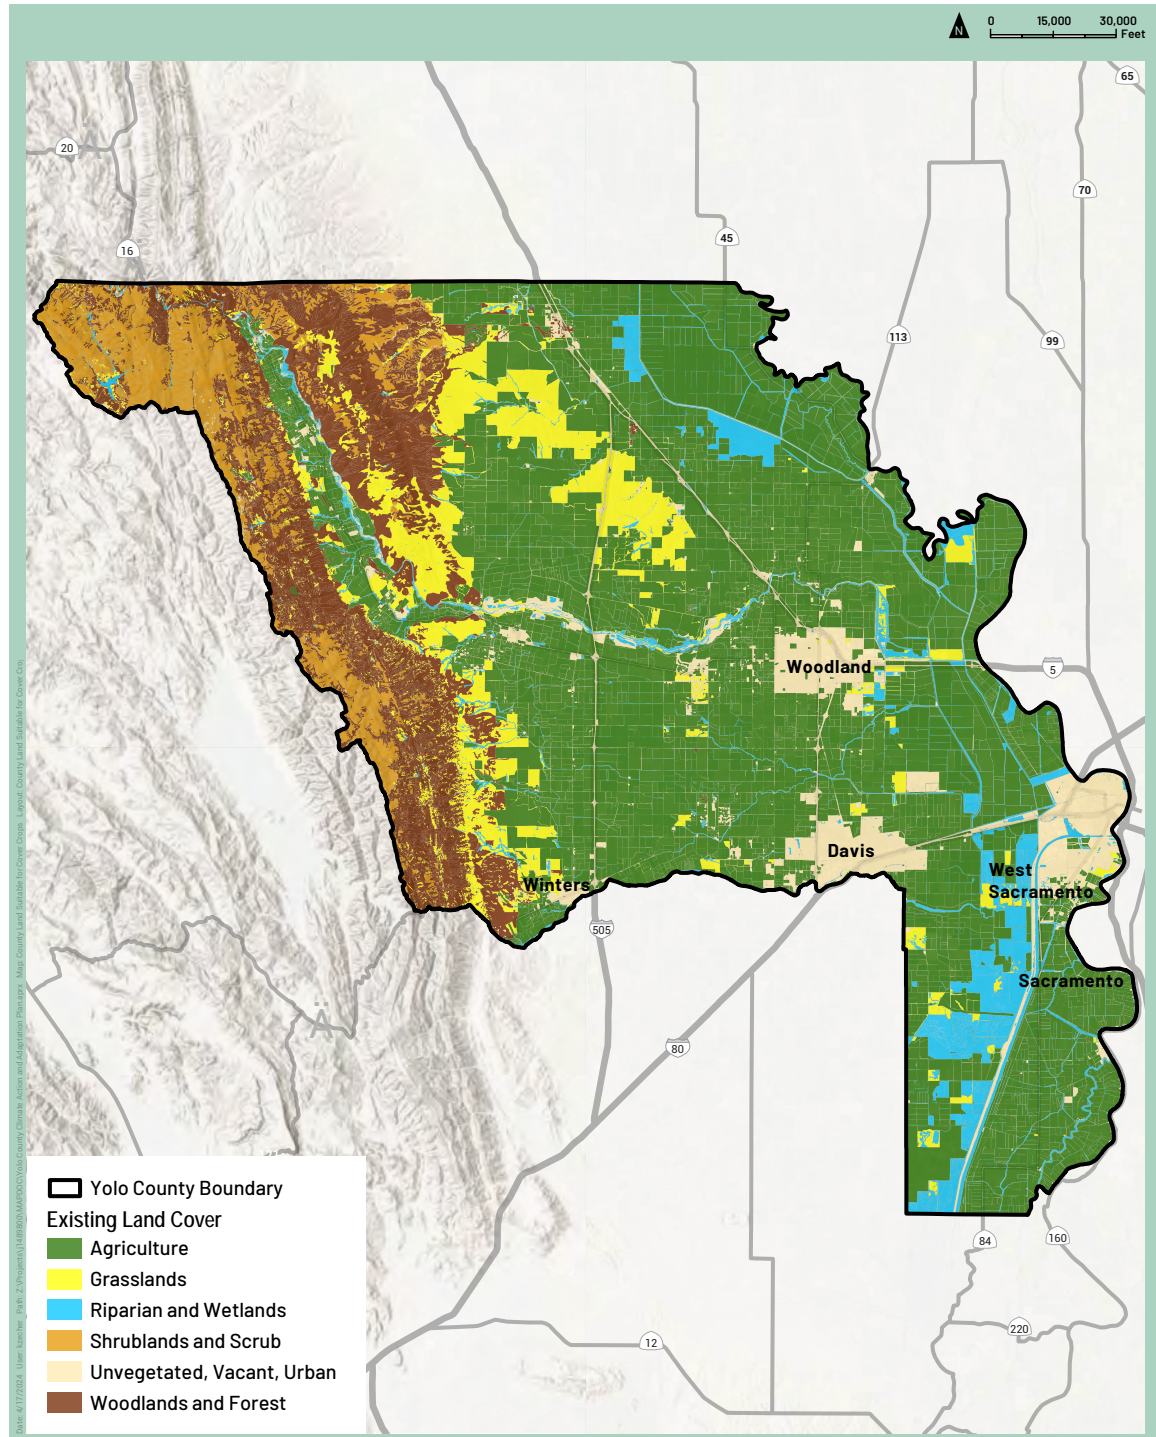 N
0 15,000 30,000
Feet
65
20
70
45
16
113
99
Woodland
5
Davis
West
Sacramento
Winters
505
Sacramento
80
84
160
220
12
Yolo County Boundary
Existing Land Cover
Agriculture
Grasslands
Riparian and Wetlands
Shrublands and Scrub
Unvegetated, Vacant, Urban
Woodlands and Forest